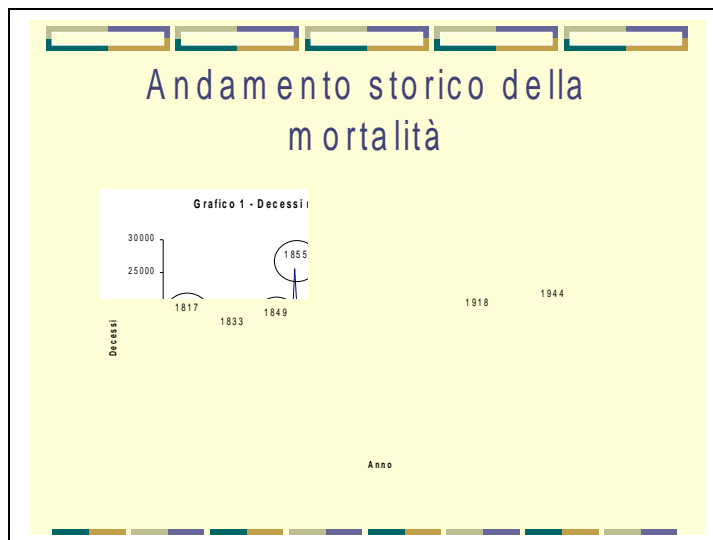 Andamento storico della
mortalità
Grafico 1 - Decessi
30000
1855
25000
1817
1833
1849
1918
1944
Decessi
Anno